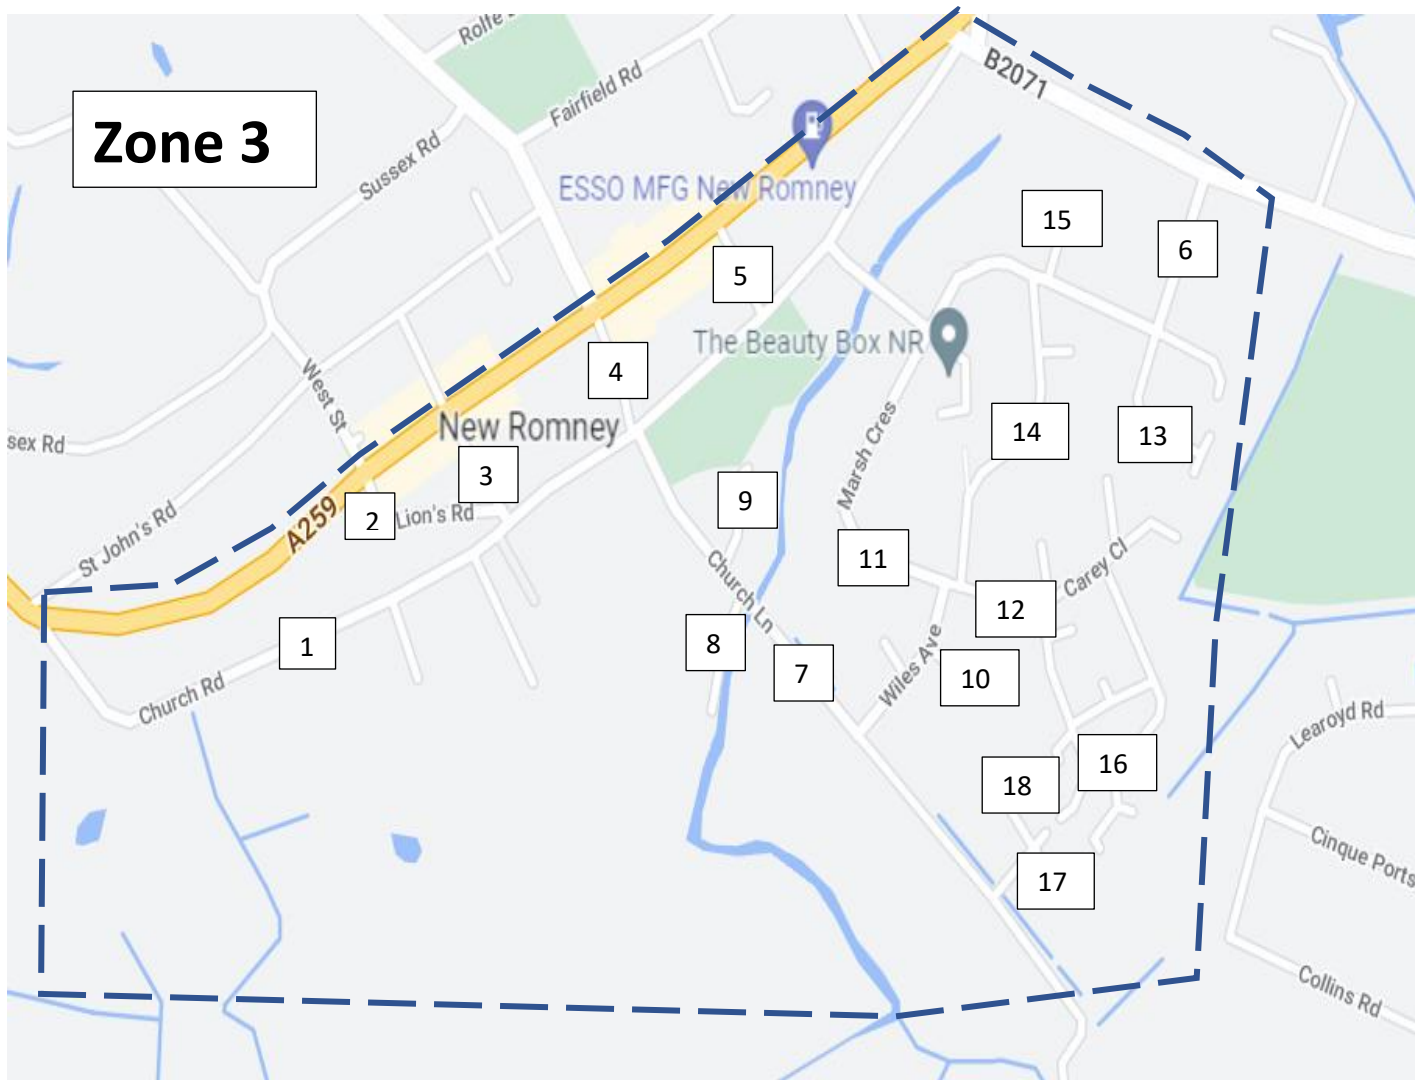 Rolfe
B2071
Fairfield Rd
Zone 3
Sussex Rd
ESSO MFG New Romney
15
6
5
The Beauty Box NR
4
West St
New Romney
14
13
sex Rd
3
Marsh Cres
9
2
Lion's Rd
A259
St John's Rd
11
Carey Cl
Church Ln
12
1
8
7
Wiles Ave
10
Church Rd
Learoyd Rd
16
18
Cinque Ports
17
Collins Rd